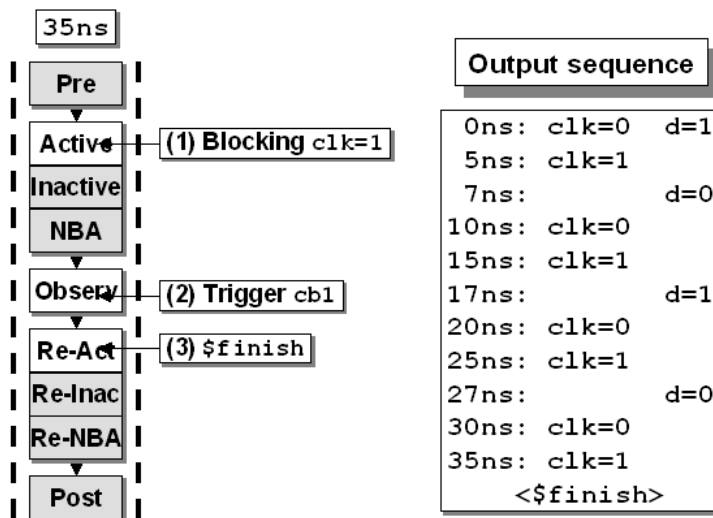 35ns
Pre
Active
(1) Blocking clk=1
Inactive
NBA
Observ
(2) Trigger cb1
Re-Act
(3) $finish
Re-Inac
Re-NBA
Post
Output sequence
0ns: clk=0 d=1
5ns: clk=1
7ns: d=0
10ns: clk=0
15ns: clk=1
17ns: d=1
20ns: clk=0
25ns: clk=1
27ns: d=0
30ns: clk=0
35ns: clk=1
<$finish>